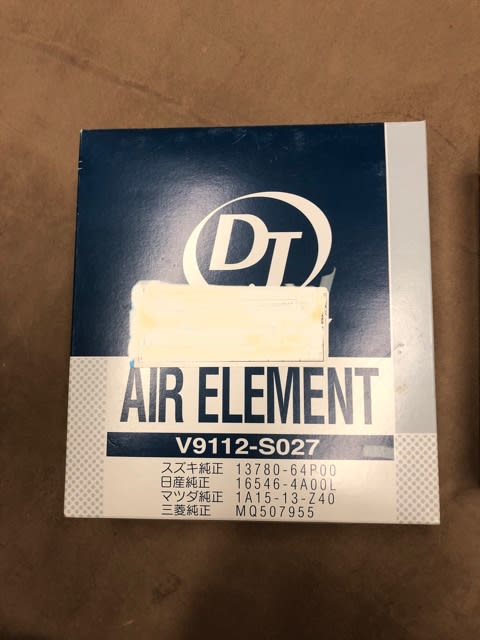 DT
AIR ELEMENT
V9112-S027
スズキ純正 13780-64P00
日産純正 16546-4A00L
マツダ純正 1A15-13-Z40
三菱純正 MQ507955